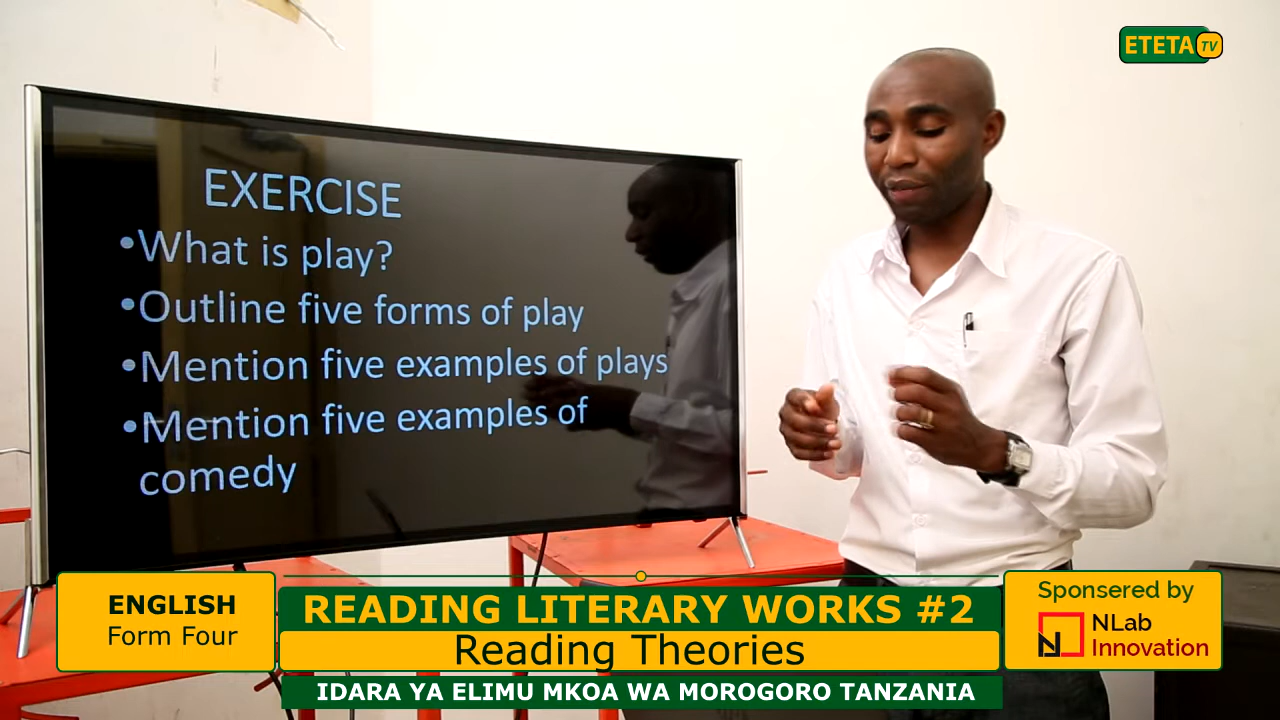 ETETA TV
EXERCISE
•What is play?
•Outline five forms of play
•Mention five examples of plays
•Mention five examples of
comedy
ENGLISH
Form Four
READING LITERARY WORKS #2
Reading Theories
IDARA YA ELIMU MKOA WA MOROGORO TANZANIA
Sponsered by
NLab
Innovation